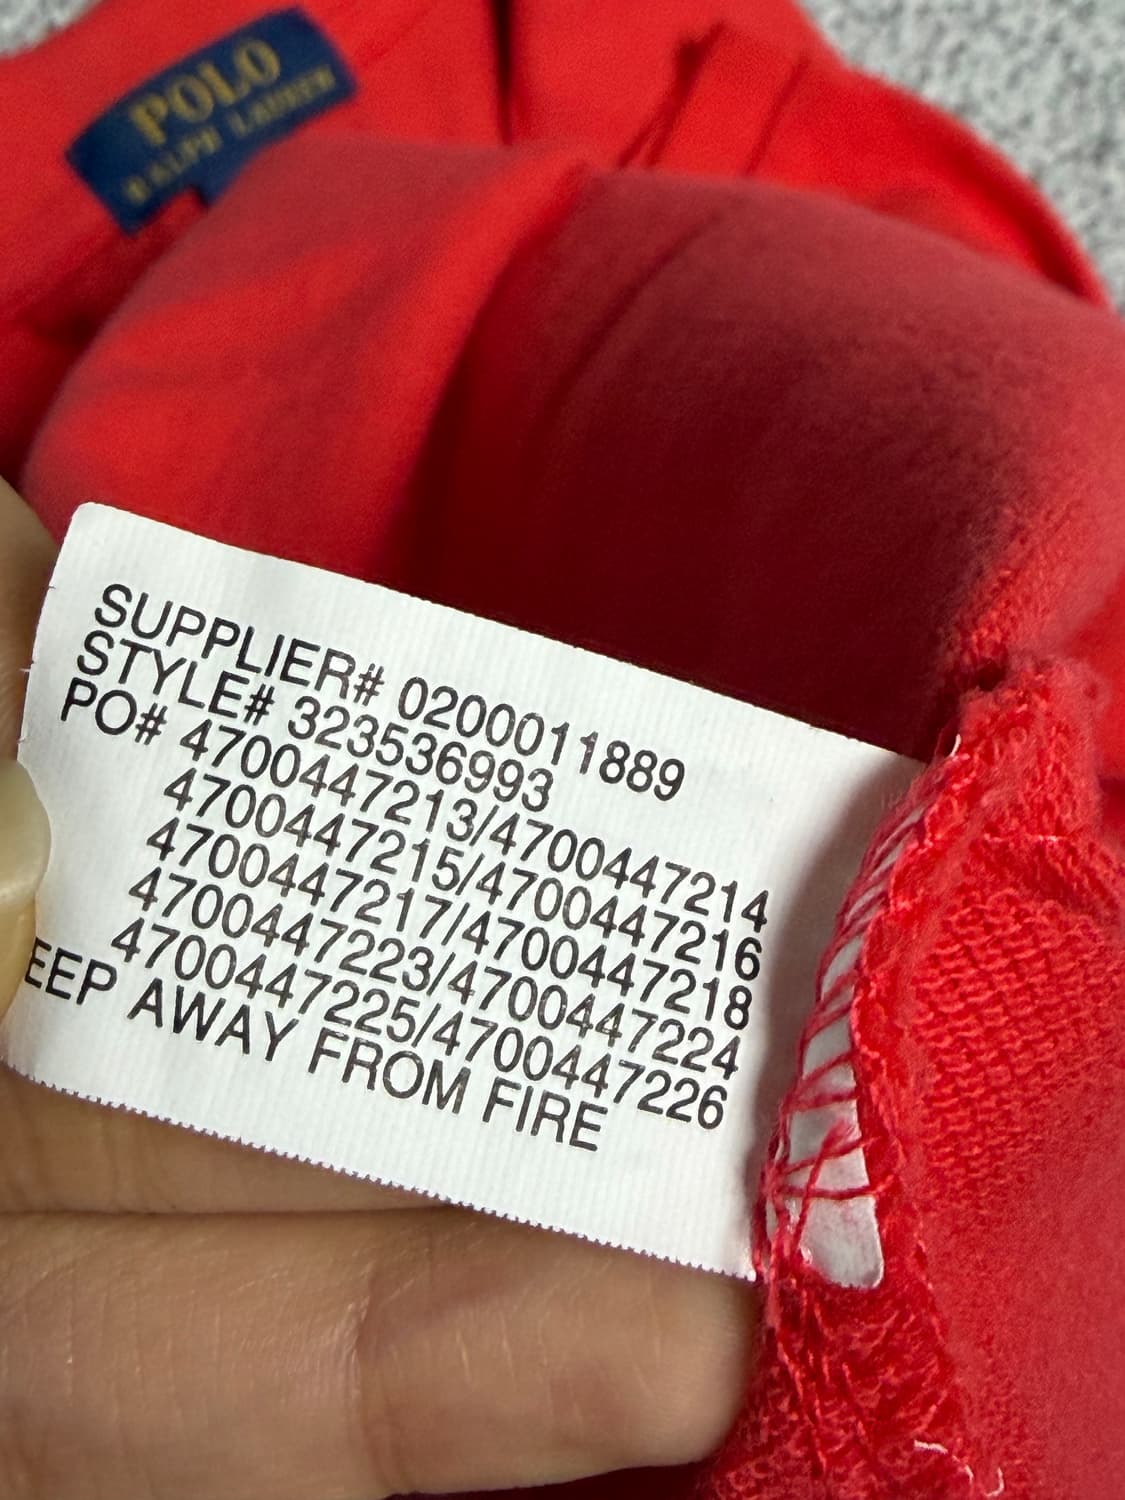 POLO
RALPH LAUREN
SUPPLIER# 0200011889
STYLE# 323536993
PO# 4700447213/4700447214
4700447215/4700447216
4700447217/4700447218
4700447223/4700447224
4700447225/4700447226
EEP AWAY FROM FIRE